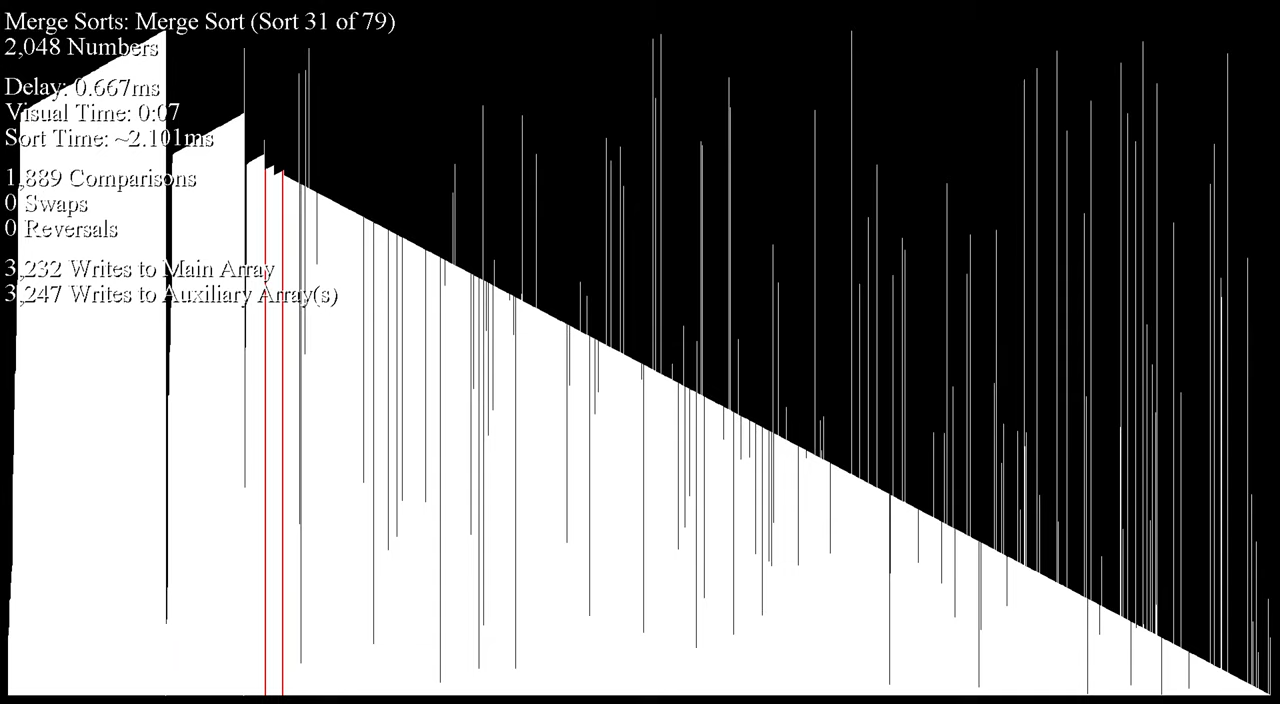 Merge Sorts: Merge Sort (Sort 31 of 79)
2,048 Numbers
Delay: 0.667ms
Visual Time: 0:07
Sort Time: ~2.101ms
1,889 Comparisons
0 Swaps
0 Reversals
3,232 Writes to Main Array
3,247 Writes to Auxiliary Array(s)